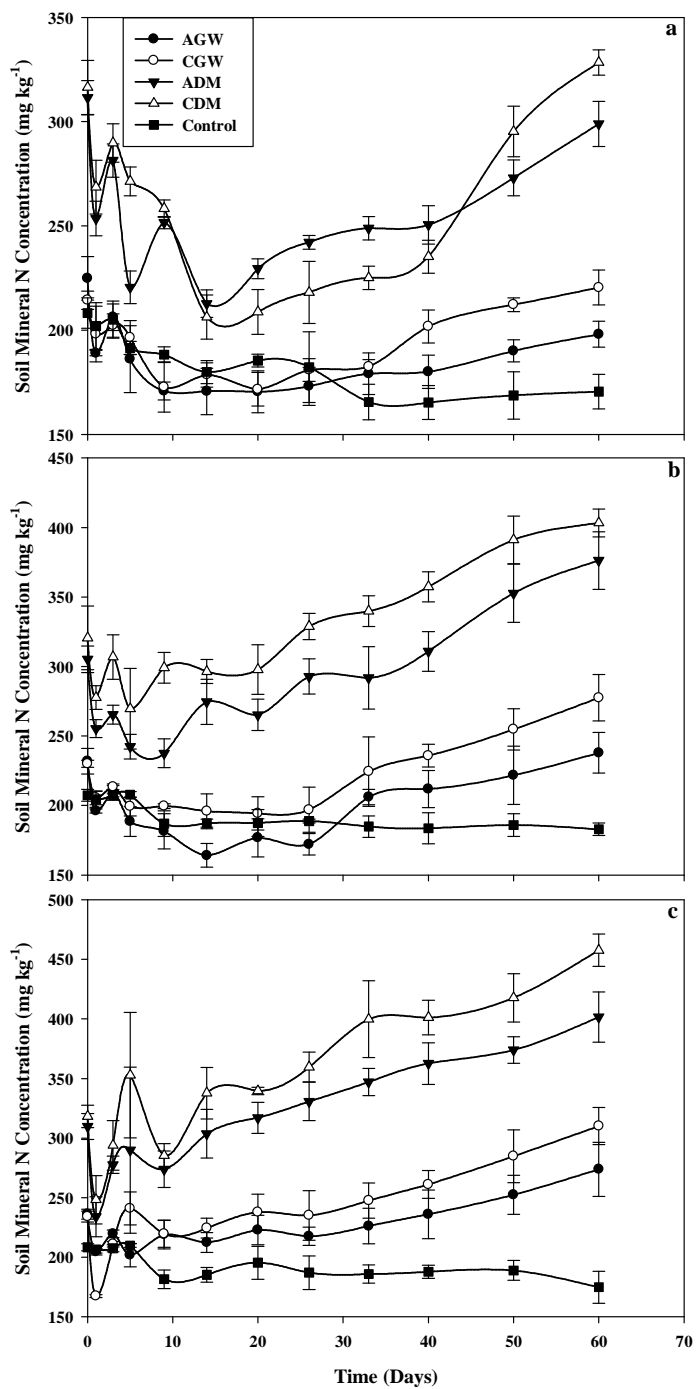 a
AGW
CGW
ADM
CDM
Control
Soil Mineral N Concentration (mg kg⁻¹)
350
300
250
200
150
b
Soil Mineral N Concentration (mg kg⁻¹)
450
400
350
300
250
200
150
c
Soil Mineral N Concentration (mg kg⁻¹)
500
450
400
350
300
250
200
150
0 10 20 30 40 50 60 70
Time (Days)